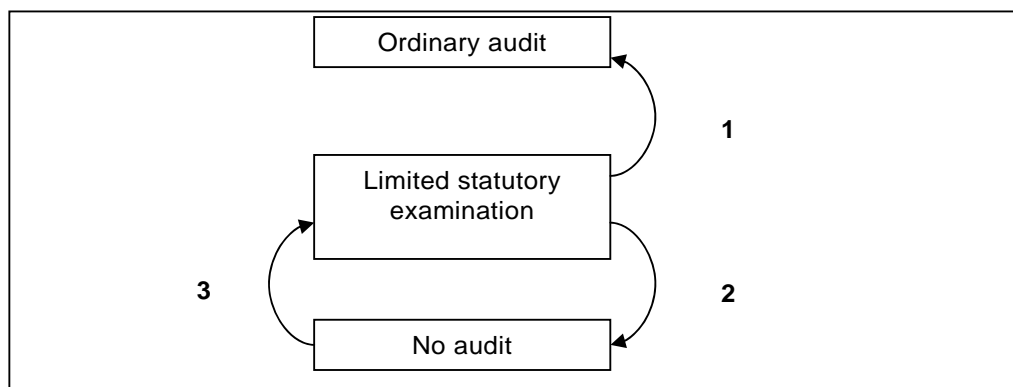 Ordinary audit
1
Limited statutory
examination
3
2
No audit